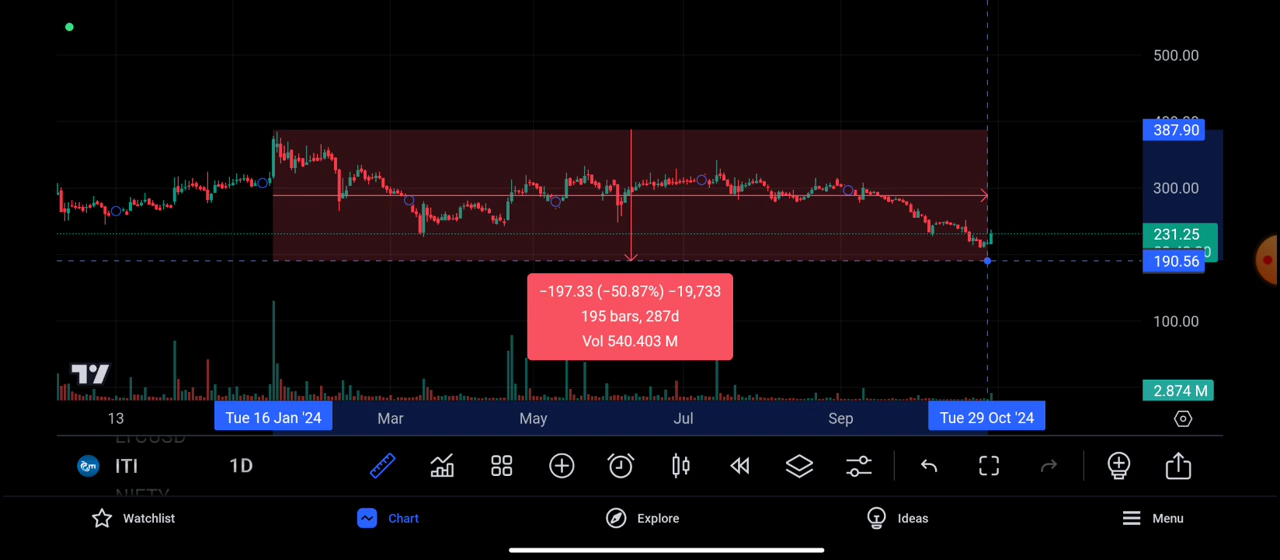 500.00
387.90
300.00
231.25
190.56
−197.33 (−50.87%) −19,733
195 bars, 287d
Vol 540.403 M
100.00
2.874 M
13
Tue 16 Jan '24
Mar
May
Jul
Sep
Tue 29 Oct '24
ITI
1D
NIFTY
Watchlist
Chart
Explore
Ideas
Menu